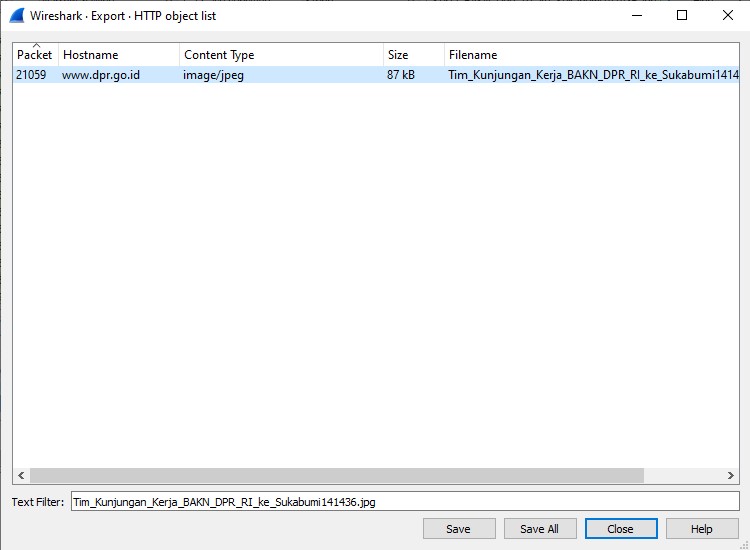 Wireshark · Export · HTTP object list
Packet Hostname Content Type Size Filename
21059 www.dpr.go.id image/jpeg 87 kB Tim_Kunjungan_Kerja_BAKN_DPR_RI_ke_Sukabumi1414
Text Filter: Tim_Kunjungan_Kerja_BAKN_DPR_RI_ke_Sukabumi141436.jpg
Save Save All Close Help